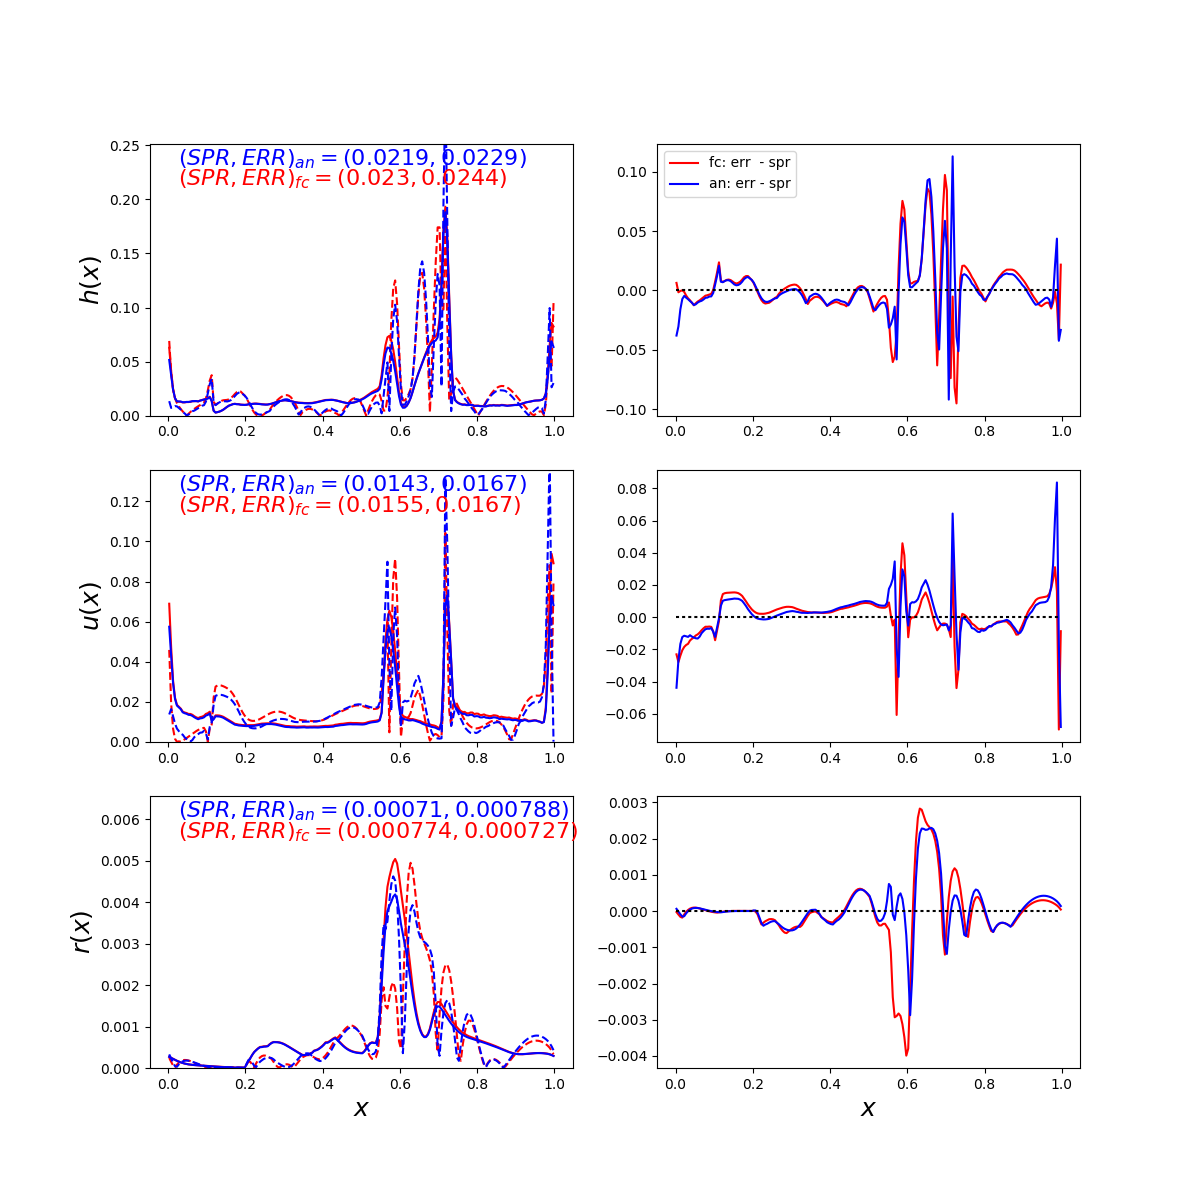 (SPR, ERR)an = (0.0219, 0.0229)
(SPR, ERR)fc = (0.023, 0.0244)
0.25
0.20
0.15
0.10
0.05
0.00
h(x)
0.0 0.2 0.4 0.6 0.8 1.0
fc: err - spr
an: err - spr
0.10
0.05
0.00
−0.05
−0.10
0.0 0.2 0.4 0.6 0.8 1.0
(SPR, ERR)an = (0.0143, 0.0167)
(SPR, ERR)fc = (0.0155, 0.0167)
0.12
0.10
0.08
0.06
0.04
0.02
0.00
u(x)
0.0 0.2 0.4 0.6 0.8 1.0
0.08
0.06
0.04
0.02
0.00
−0.02
−0.04
−0.06
0.0 0.2 0.4 0.6 0.8 1.0
(SPR, ERR)an = (0.00071, 0.000788)
(SPR, ERR)fc = (0.000774, 0.000727)
0.006
0.005
0.004
0.003
0.002
0.001
0.000
r(x)
0.0 0.2 0.4 0.6 0.8 1.0
x
0.003
0.002
0.001
0.000
−0.001
−0.002
−0.003
−0.004
0.0 0.2 0.4 0.6 0.8 1.0
x